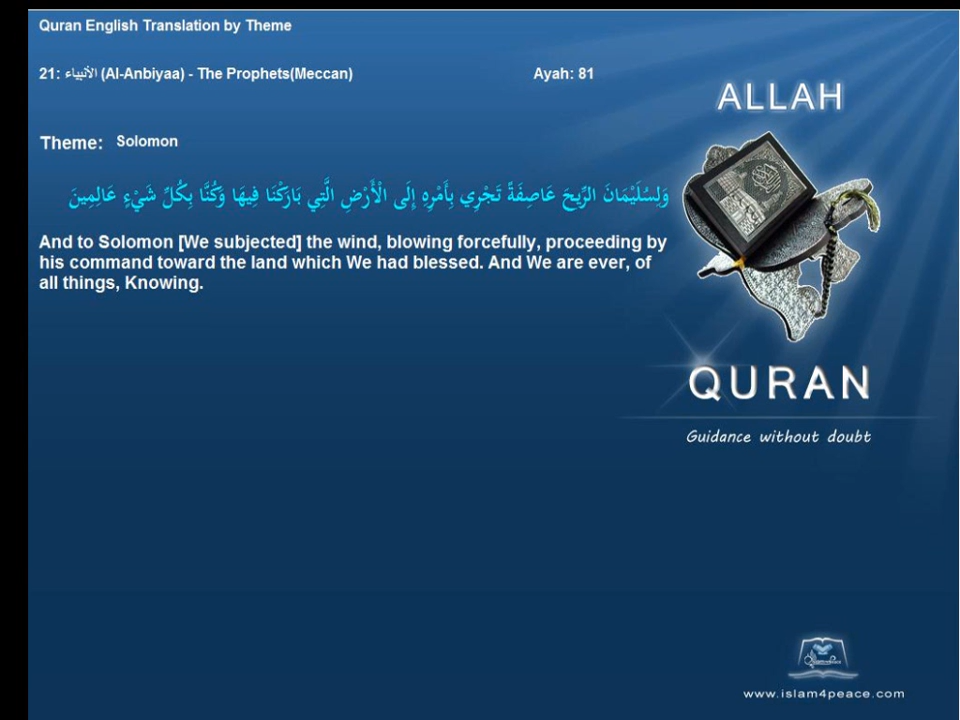 Quran English Translation by Theme
21: الأنبياء (Al-Anbiyaa) - The Prophets(Meccan) Ayah: 81
ALLAH
Theme: Solomon
وَلِسُلَيْمَانَ الرِّيحَ عَاصِفَةً تَجْرِي بِأَمْرِهِ إِلَى الْأَرْضِ الَّتِي بَارَكْنَا فِيهَا وَكُنَّا بِكُلِّ شَيْءٍ عَالِمِينَ
And to Solomon [We subjected] the wind, blowing forcefully, proceeding by
his command toward the land which We had blessed. And We are ever, of
all things, Knowing.
QURAN
Guidance without doubt
www.islam4peace.com